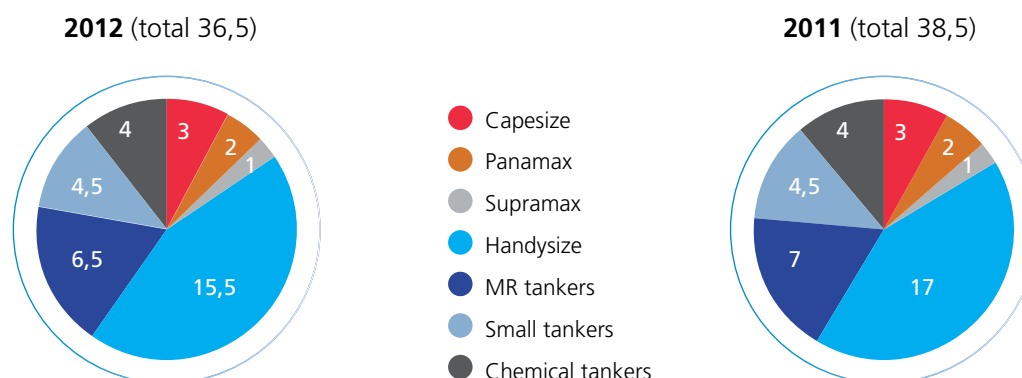 2012 (total 36,5)
3
2
1
15,5
6,5
4,5
4
Capesize
Panamax
Supramax
Handysize
MR tankers
Small tankers
Chemical tankers
2011 (total 38,5)
3
2
1
17
7
4,5
4